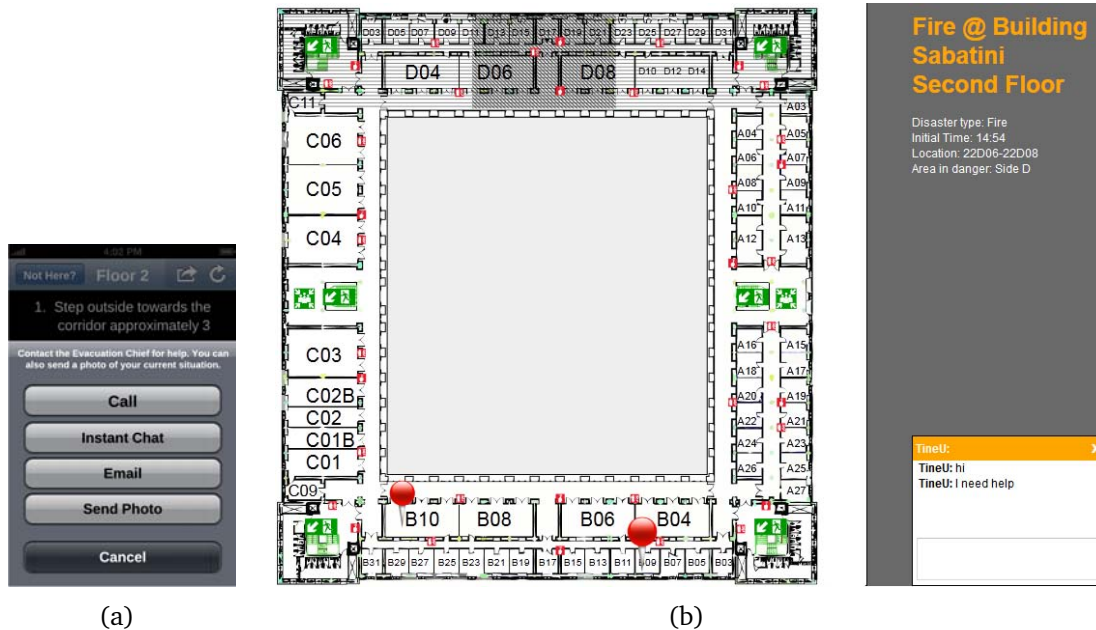 4:02 PM
Not Here?
Floor 2
1. Step outside towards the
corridor approximately 3
Contact the Evacuation Chief for help. You can
also send a photo of your current situation.
Call
Instant Chat
Email
Send Photo
Cancel
(a)
D03 D05 D07 D09 D11 D13 D15 D17 D19 D21 D23 D25 D27 D29 D31
D04 D06 D08 D10 D12 D14
C11
C06
C05
C04
C03
C02B
C02
C01B
C01
C09
A03
A04 A05
A06 A07
A08 A09
A10 A11
A12 A13
A16 A15
A18 A17
A20 A19
A22 A21
A24 A23
A26 A25
A27
B10 B08 B06 B04
B31 B29 B27 B25 B23 B21 B19 B17 B15 B13 B11 B09 B07 B05 B03
(b)
Fire @ Building
Sabatini
Second Floor
Disaster type: Fire
Initial Time: 14:54
Location: 22D06-22D08
Area in danger: Side D
TineU: X
TineU: hi
TineU: I need help